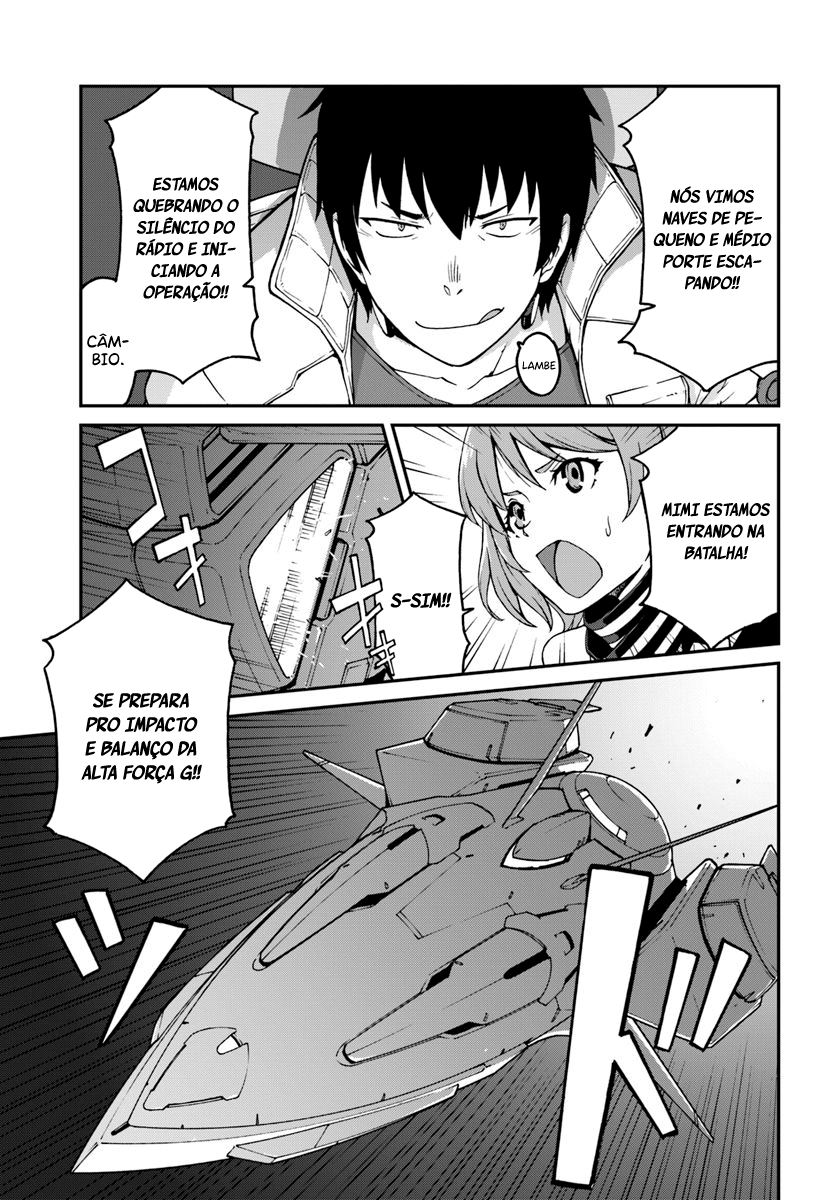 NÓS VIMOS
NAVES DE PE-
QUENO E MÉDIO
PORTE ESCA-
PANDO!!
LAMBE
ESTAMOS
QUEBRANDO O
SILÊNCIO DO
RÁDIO E INI-
CIANDO A
OPERAÇÃO!!
CÂM-
BIO.
MIMI ESTAMOS
ENTRANDO NA
BATALHA!
S-SIM!!
SE PREPARA
PRO IMPACTO
E BALANÇO DA
ALTA FORÇA G!!